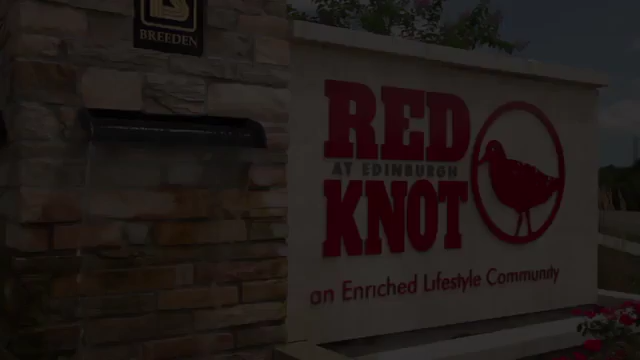 BREEDEN
RED
AT EDINBURGH
KNOT
an Enriched Lifestyle Community